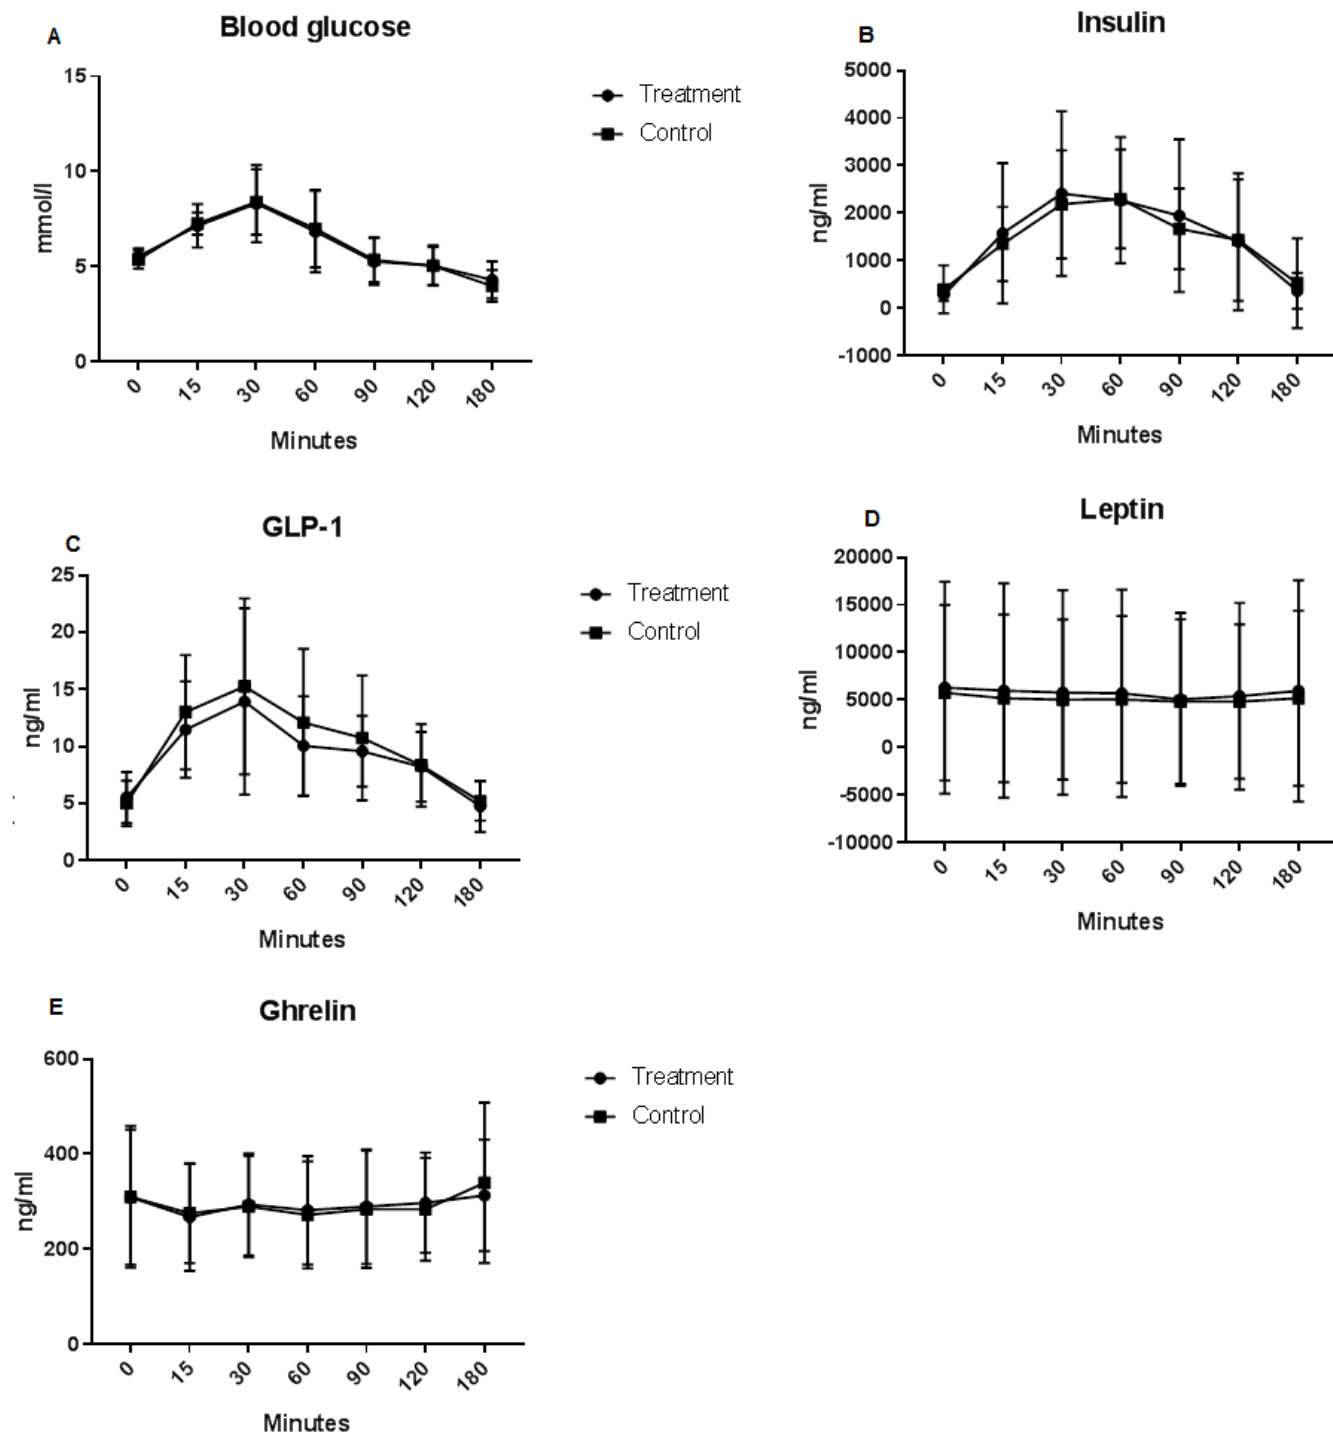 A
Blood glucose
15
10
5
0
mmol/l
0
15
30
60
90
120
180
Minutes
Treatment
Control
B
Insulin
5000
4000
3000
2000
1000
0
-1000
ng/ml
0
15
30
60
90
120
180
Minutes
C
GLP-1
25
20
15
10
5
0
ng/ml
0
15
30
60
90
120
180
Minutes
Treatment
Control
D
Leptin
20000
15000
10000
5000
0
-5000
-10000
ng/ml
0
15
30
60
90
120
180
Minutes
E
Ghrelin
600
400
200
0
ng/ml
0
15
30
60
90
120
180
Minutes
Treatment
Control